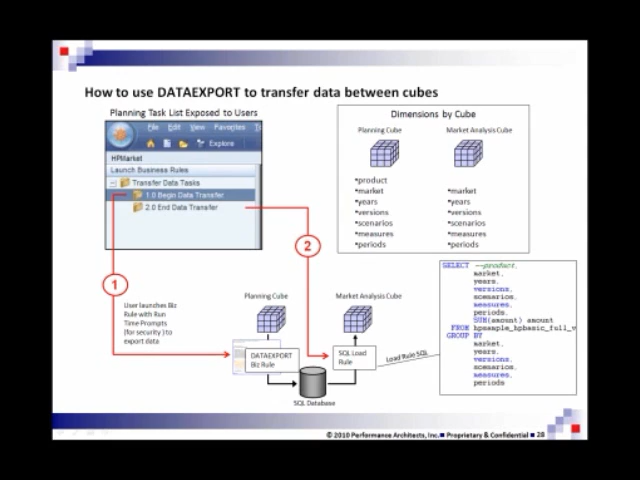 How to use DATAEXPORT to transfer data between cubes
Planning Task List Exposed to Users
File Edit View Favorites
Explore
HPMarket
Launch Business Rules
Transfer Data Tasks
1.0 Begin Data Transfer
2.0 End Data Transfer
Dimensions by Cube
Planning Cube
Market Analysis Cube
•product
•market
•years
•versions
•scenarios
•measures
•periods
•market
•years
•versions
•scenarios
•measures
•periods
1
2
User launches Biz
Rule with Run
Time Prompts
(for security) to
export data
Planning Cube
Market Analysis Cube
DATAEXPORT
Biz Rule
SQL Load
Rule
SQL Database
Load Rule SQL
SELECT --product,
market,
years,
versions,
scenarios,
measures,
periods,
SUM(amount) amount
FROM hpsample_hpbasic_full_v
GROUP BY
market,
years,
versions,
scenarios,
measures,
periods
© 2010 Performance Architects, Inc. ■ Proprietary & Confidential ■ 28